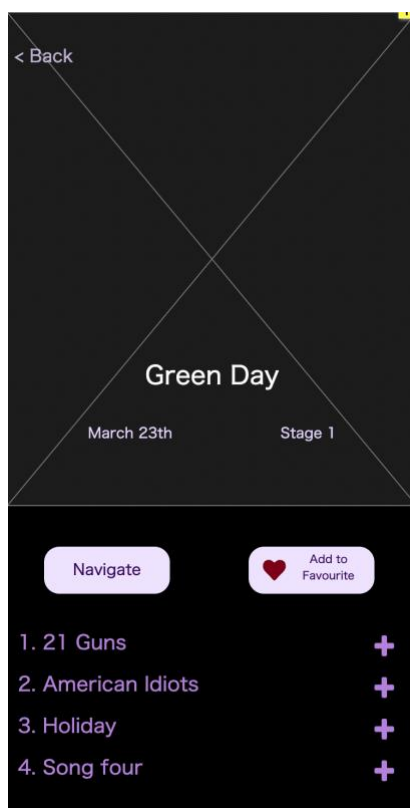 < Back
Green Day
March 23th
Stage 1
Navigate
Add to
Favourite
1. 21 Guns
2. American Idiots
3. Holiday
4. Song four